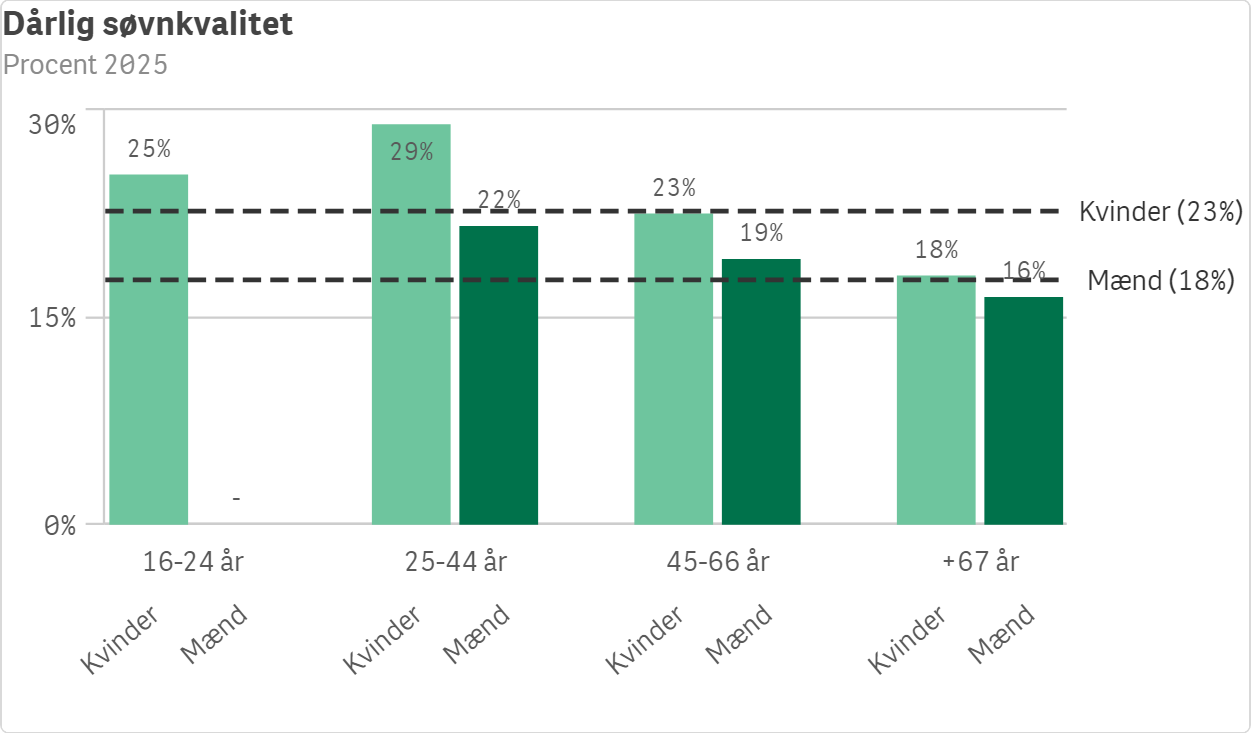 Dårlig søvnkvalitet
Procent 2025
30%
15%
0%
25%
-
29%
22%
23%
19%
18%
16%
Kvinder (23%)
Mænd (18%)
16-24 år
25-44 år
45-66 år
+67 år
Kvinder
Mænd
Kvinder
Mænd
Kvinder
Mænd
Kvinder
Mænd